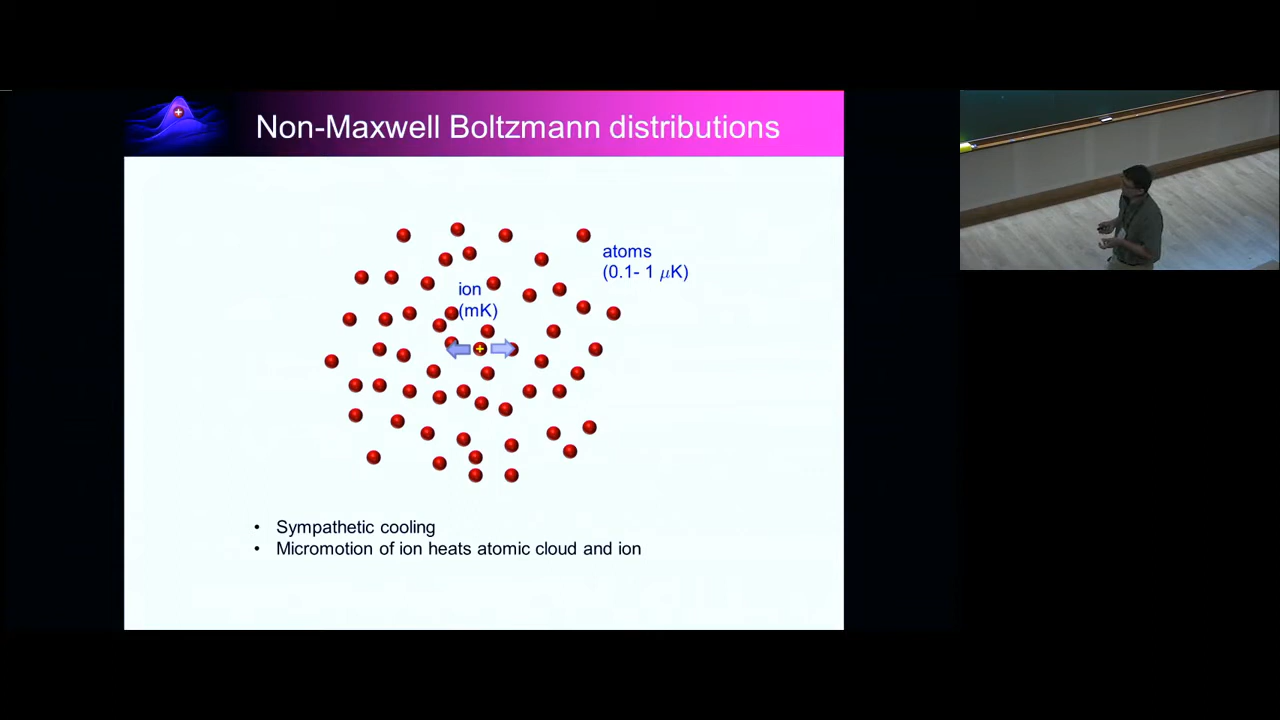 Non-Maxwell Boltzmann distributions
atoms
(0.1- 1 μK)
ion
(mK)
• Sympathetic cooling
• Micromotion of ion heats atomic cloud and ion